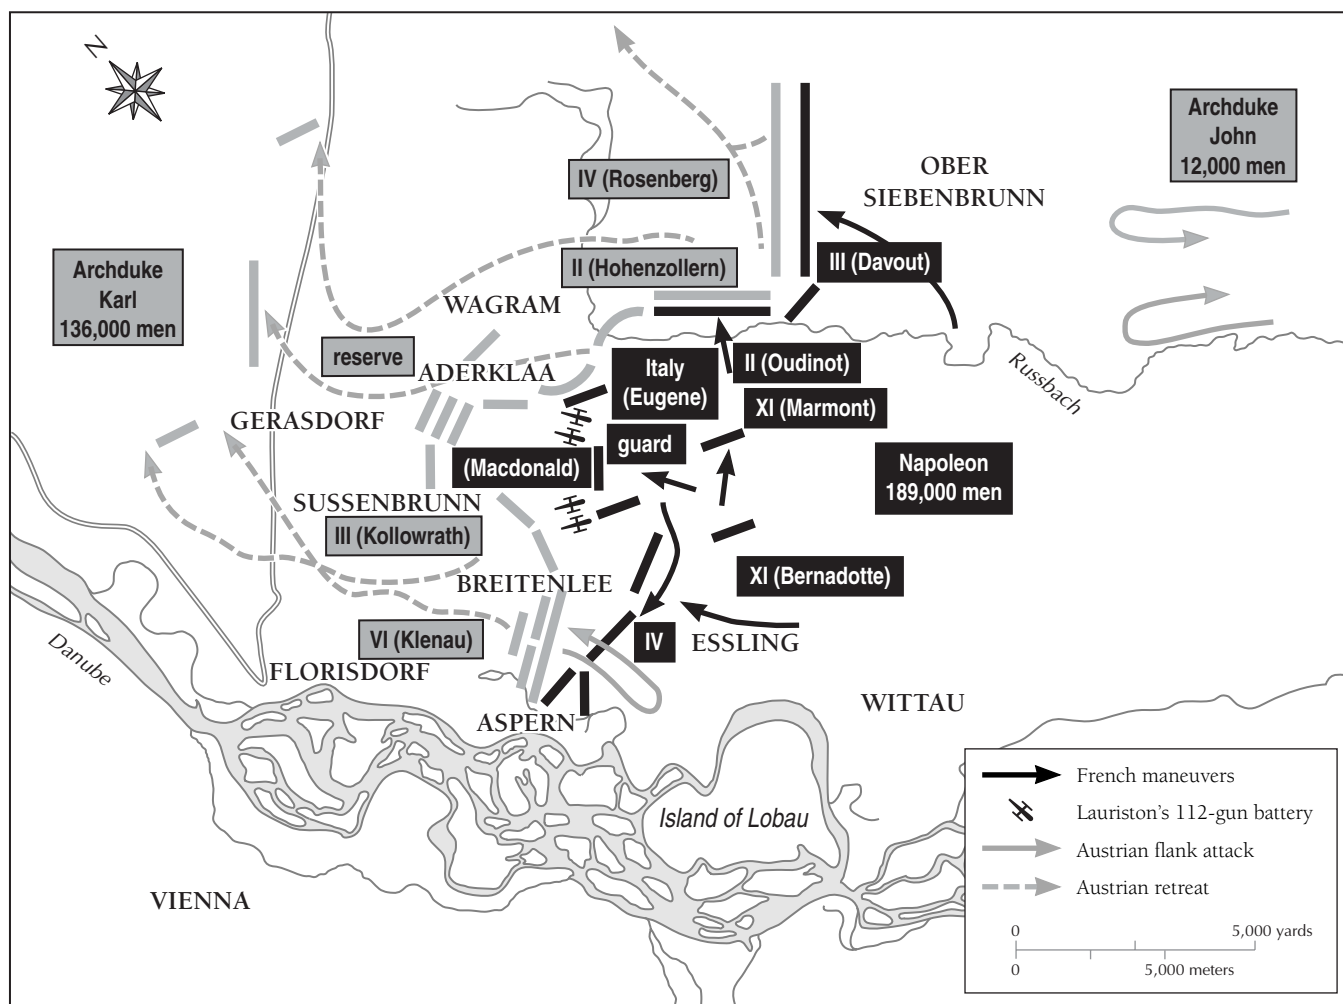 N
Archduke
John
12,000 men
OBER
SIEBENBRUNN
IV (Rosenberg)
Archduke
Karl
136,000 men
II (Hohenzollern)
III (Davout)
WAGRAM
reserve
ADERKLAA
Italy
(Eugene)
II (Oudinot)
Russbach
XI (Marmont)
GERASDORF
guard
(Macdonald)
Napoleon
189,000 men
SUSSENBRUNN
III (Kollowrath)
BREITENLEE
XI (Bernadotte)
VI (Klenau)
IV
ESSLING
Danube
FLORISDORF
WITTAU
ASPERN
Island of Lobau
VIENNA
French maneuvers
Lauriston's 112-gun battery
Austrian flank attack
Austrian retreat
0 5,000 yards
0 5,000 meters